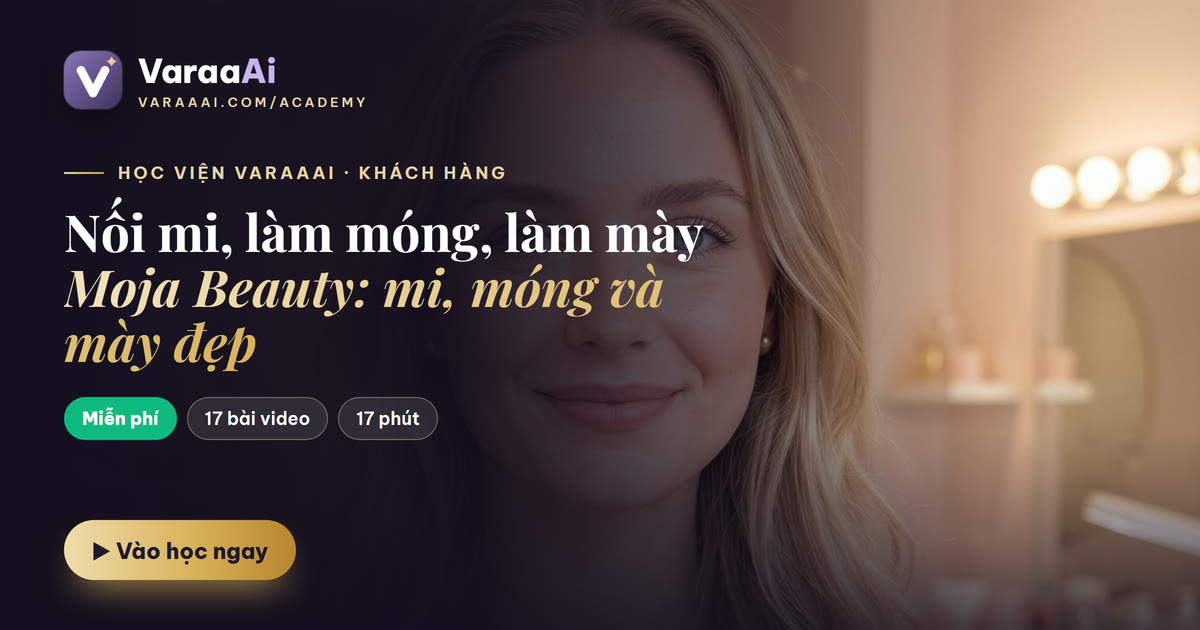 VaraaAi
VARAAAI.COM/ACADEMY
HỌC VIỆN VARAAAI · KHÁCH HÀNG
Nối mi, làm móng, làm mày
Moja Beauty: mi, móng và
mày đẹp
Miễn phí
17 bài video
17 phút
▶ Vào học ngay